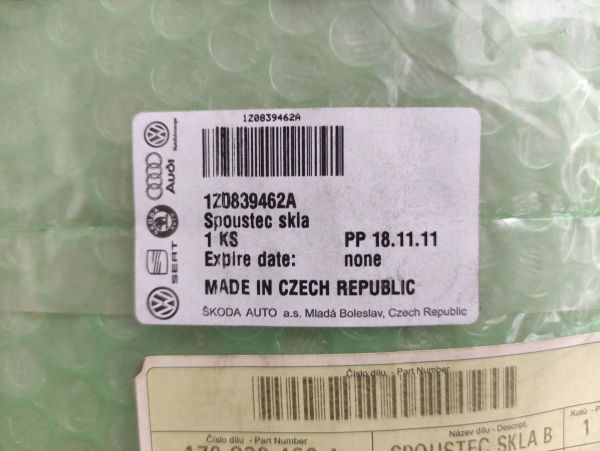 1Z0839462A
Audi
SEAT
1Z0839462A
Spoustec skla
1 KS PP 18.11.11
Expire date: none
MADE IN CZECH REPUBLIC
ŠKODA AUTO a.s. Mladá Boleslav, Czech Republic
Číslo dílu - Part Number
Číslo dílu - Part Number
Název dílu - Descript.
Kusů -
SPOUSTEC SKLA B
1